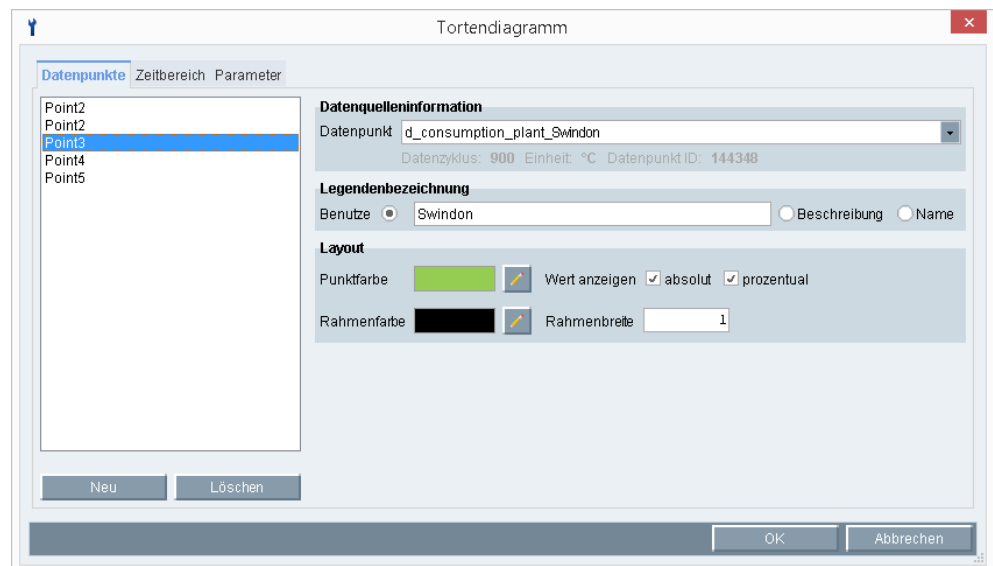 Tortendiagramm
Datenpunkte Zeitbereich Parameter
Point2
Point2
Point3
Point4
Point5
Neu Löschen
Datenquelleninformation
Datenpunkt d_consumption_plant_Swindon
Datenzyklus: 900 Einheit: °C Datenpunkt ID: 144348
Legendenbezeichnung
Benutze Swindon Beschreibung Name
Layout
Punktfarbe Wert anzeigen absolut prozentual
Rahmenfarbe Rahmenbreite 1
OK Abbrechen